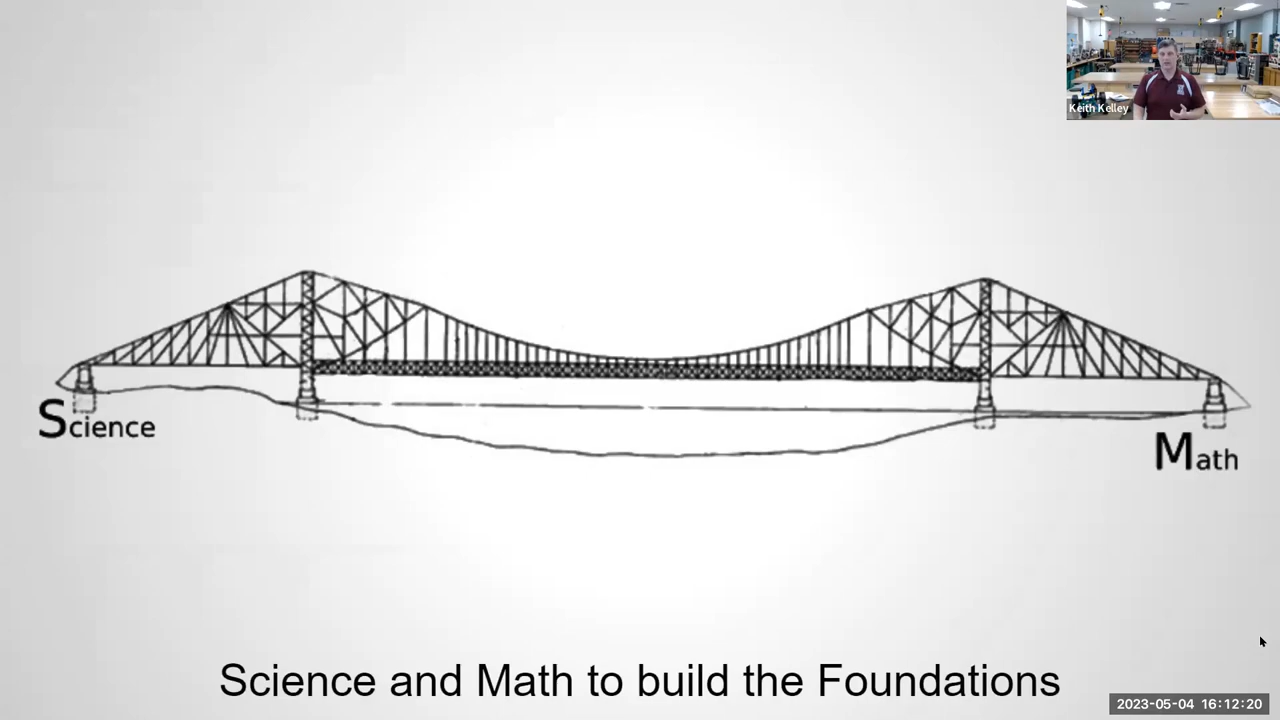 Keith Kelley
Science
Math
Science and Math to build the Foundations
2023-05-04 16:12:20